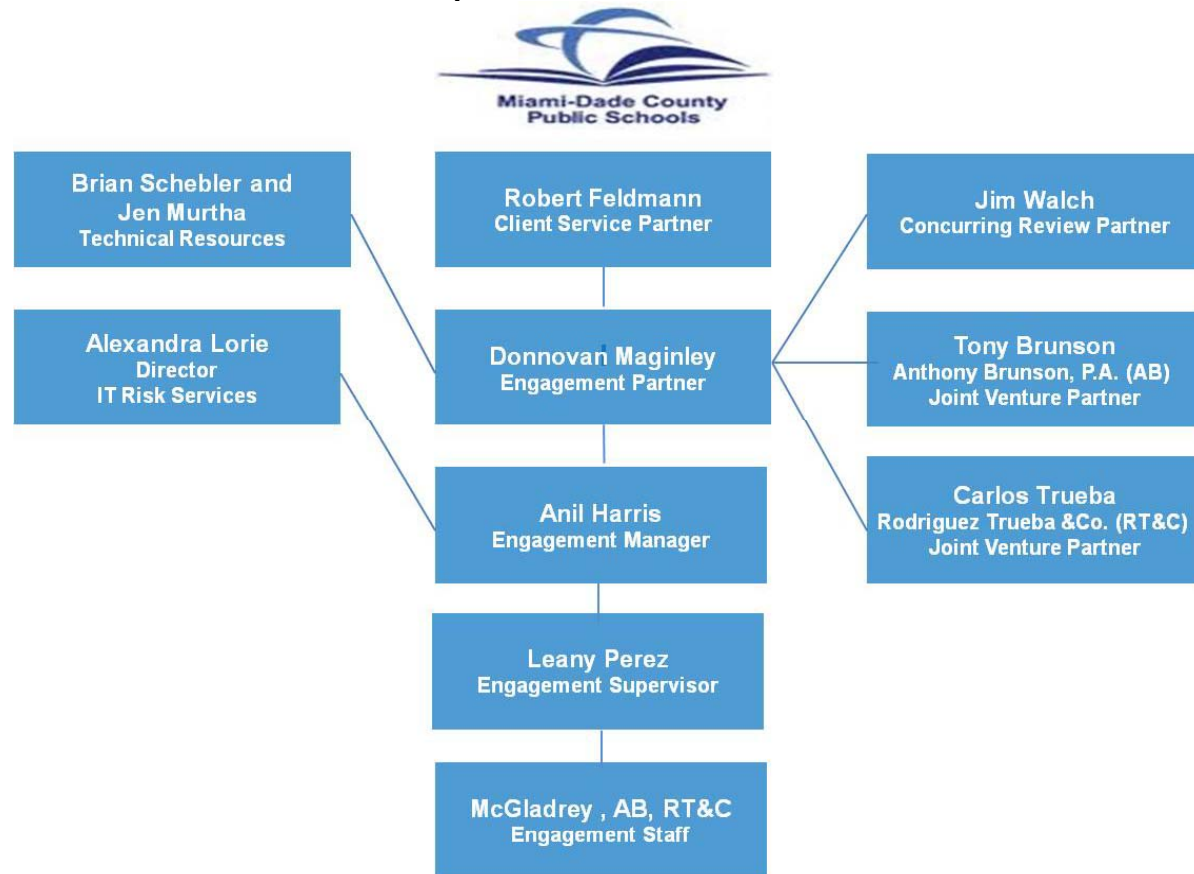 Miami-Dade County
Public Schools
Brian Schebler and
Jen Murtha
Technical Resources
Robert Feldmann
Client Service Partner
Jim Walch
Concurring Review Partner
Alexandra Lorie
Director
IT Risk Services
Donnovan Maginley
Engagement Partner
Tony Brunson
Anthony Brunson, P.A. (AB)
Joint Venture Partner
Anil Harris
Engagement Manager
Carlos Trueba
Rodriguez Trueba &Co. (RT&C)
Joint Venture Partner
Leany Perez
Engagement Supervisor
McGladrey , AB, RT&C
Engagement Staff